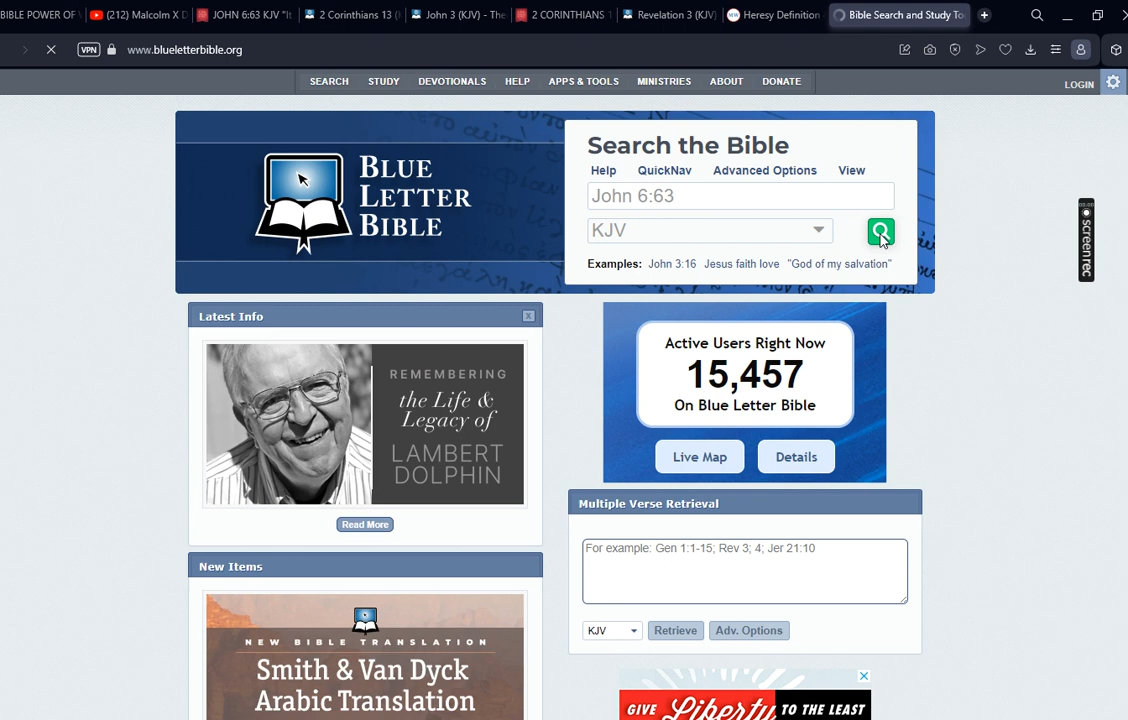 BIBLE POWER OF
(212) Malcolm X D
JOHN 6:63 KJV "It
2 Corinthians 13 (
John 3 (KJV) - The
2 CORINTHIANS 1
Revelation 3 (KJV)
MW Heresy Definition
Bible Search and Study To
VPN www.blueletterbible.org
SEARCH STUDY DEVOTIONALS HELP APPS & TOOLS MINISTRIES ABOUT DONATE
LOGIN
BLUE
LETTER
BIBLE
Search the Bible
Help QuickNav Advanced Options View
John 6:63
KJV
Examples: John 3:16 Jesus faith love "God of my salvation"
00:00
screenrec
Latest Info
x
REMEMBERING
the Life &
Legacy of
LAMBERT
DOLPHIN
Read More
New Items
NEW BIBLE TRANSLATION
Smith & Van Dyck
Arabic Translation
Active Users Right Now
15,457
On Blue Letter Bible
Live Map Details
Multiple Verse Retrieval
For example: Gen 1:1-15; Rev 3; 4; Jer 21:10
KJV Retrieve Adv. Options
GIVE Liberty TO THE LEAST